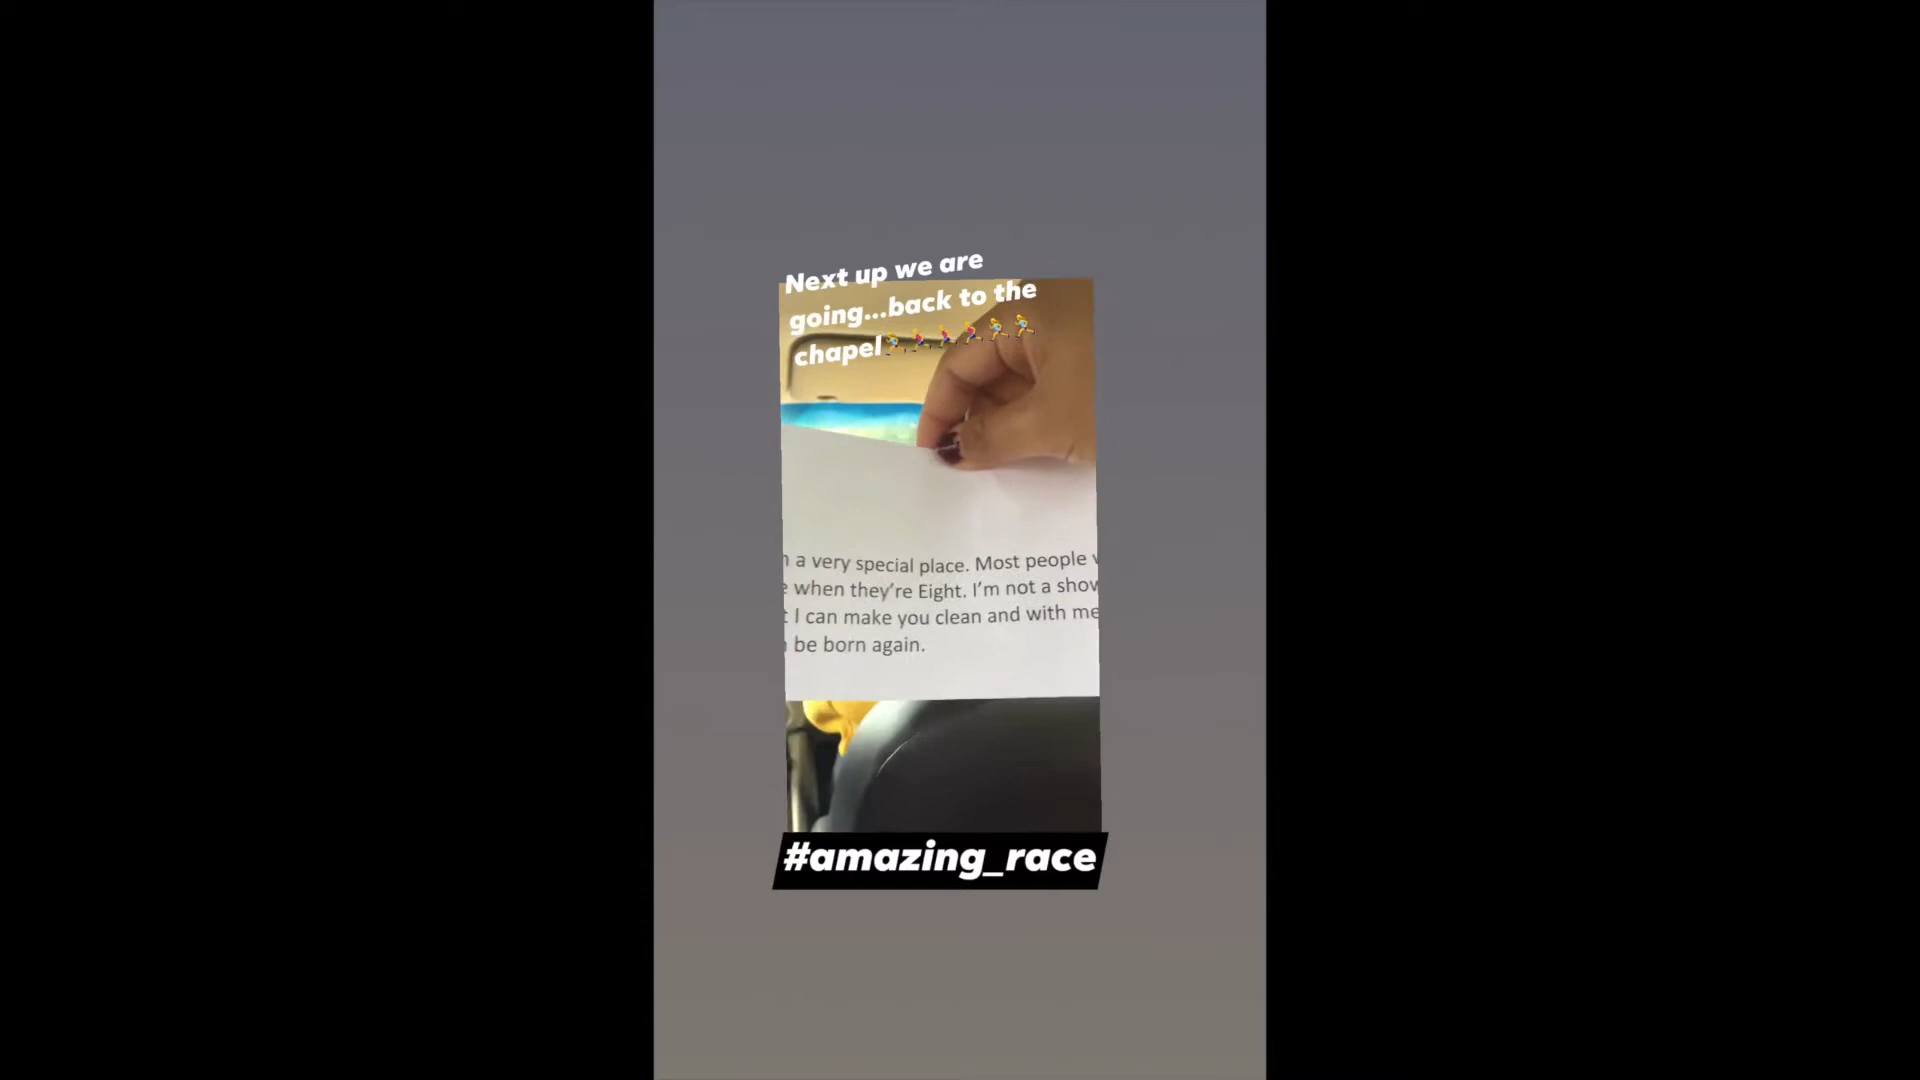 Next up we are
going...back to the
chapel🏃🏃🏃🏃🏃🏃
a very special place. Most people
when they're Eight. I'm not a
I can make you clean and with me
be born again.
#amazing_race